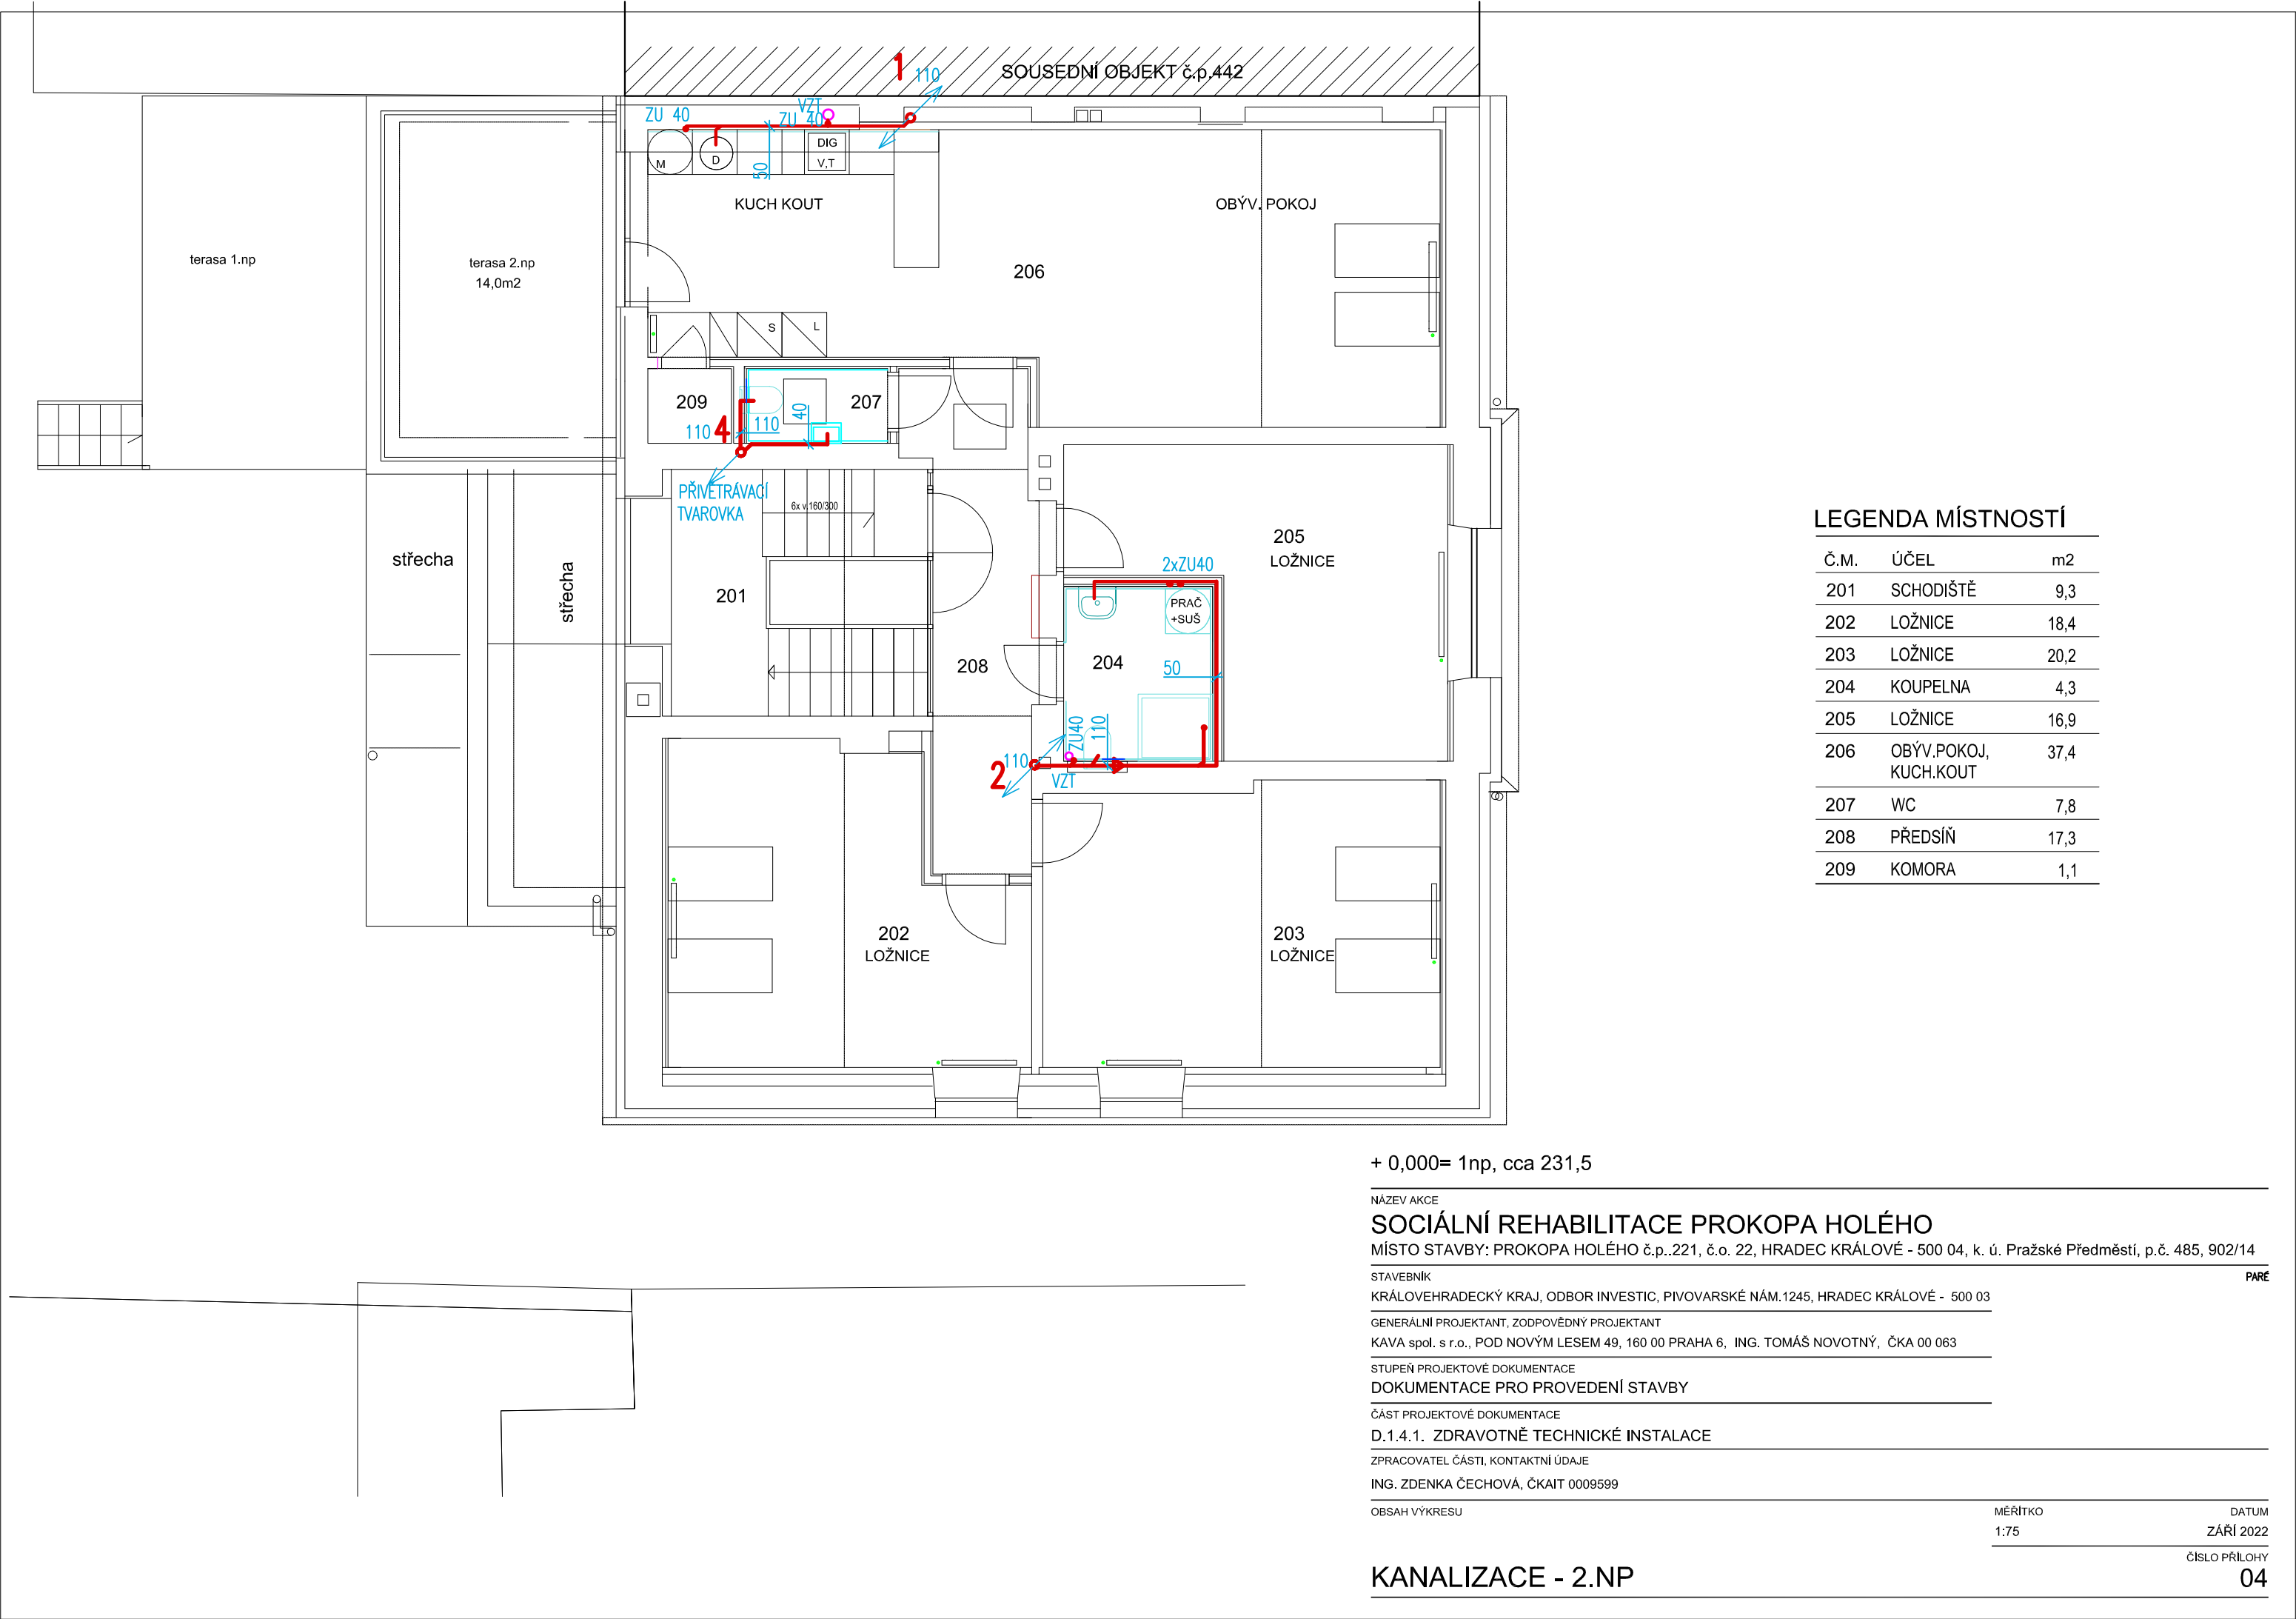 1
110
SOUSEDNÍ OBJEKT č.p.442
ZU 40
VZT
ZU 40
M
D
50
DIG
V,T
KUCH KOUT
OBÝV. POKOJ
terasa 1.np
terasa 2.np
14,0m2
206
S
L
209
110
4
110
40
207
PŘIVĚTRÁVACÍ
TVAROVKA
6x v.160/300
střecha
střecha
201
208
205
LOŽNICE
2xZU40
PRAČ
+SUŠ
204
50
ZU40
110
110
2
VZT
202
LOŽNICE
203
LOŽNICE
LEGENDA MÍSTNOSTÍ
Č.M. ÚČEL m2
201 SCHODIŠTĚ 9,3
202 LOŽNICE 18,4
203 LOŽNICE 20,2
204 KOUPELNA 4,3
205 LOŽNICE 16,9
206 OBÝV.POKOJ, 37,4
KUCH.KOUT
207 WC 7,8
208 PŘEDSÍŇ 17,3
209 KOMORA 1,1
+ 0,000= 1np, cca 231,5
NÁZEV AKCE
SOCIÁLNÍ REHABILITACE PROKOPA HOLÉHO
MÍSTO STAVBY: PROKOPA HOLÉHO č.p..221, č.o. 22, HRADEC KRÁLOVÉ - 500 04, k. ú. Pražské Předměstí, p.č. 485, 902/14
STAVEBNÍK PARÉ
KRÁLOVEHRADECKÝ KRAJ, ODBOR INVESTIC, PIVOVARSKÉ NÁM.1245, HRADEC KRÁLOVÉ - 500 03
GENERÁLNÍ PROJEKTANT, ZODPOVĚDNÝ PROJEKTANT
KAVA spol. s r.o., POD NOVÝM LESEM 49, 160 00 PRAHA 6, ING. TOMÁŠ NOVOTNÝ, ČKA 00 063
STUPEŇ PROJEKTOVÉ DOKUMENTACE
DOKUMENTACE PRO PROVEDENÍ STAVBY
ČÁST PROJEKTOVÉ DOKUMENTACE
D.1.4.1. ZDRAVOTNĚ TECHNICKÉ INSTALACE
ZPRACOVATEL ČÁSTI, KONTAKTNÍ ÚDAJE
ING. ZDENKA ČECHOVÁ, ČKAIT 0009599
OBSAH VÝKRESU MĚŘÍTKO DATUM
1:75 ZÁŘÍ 2022
ČÍSLO PŘÍLOHY
KANALIZACE - 2.NP 04